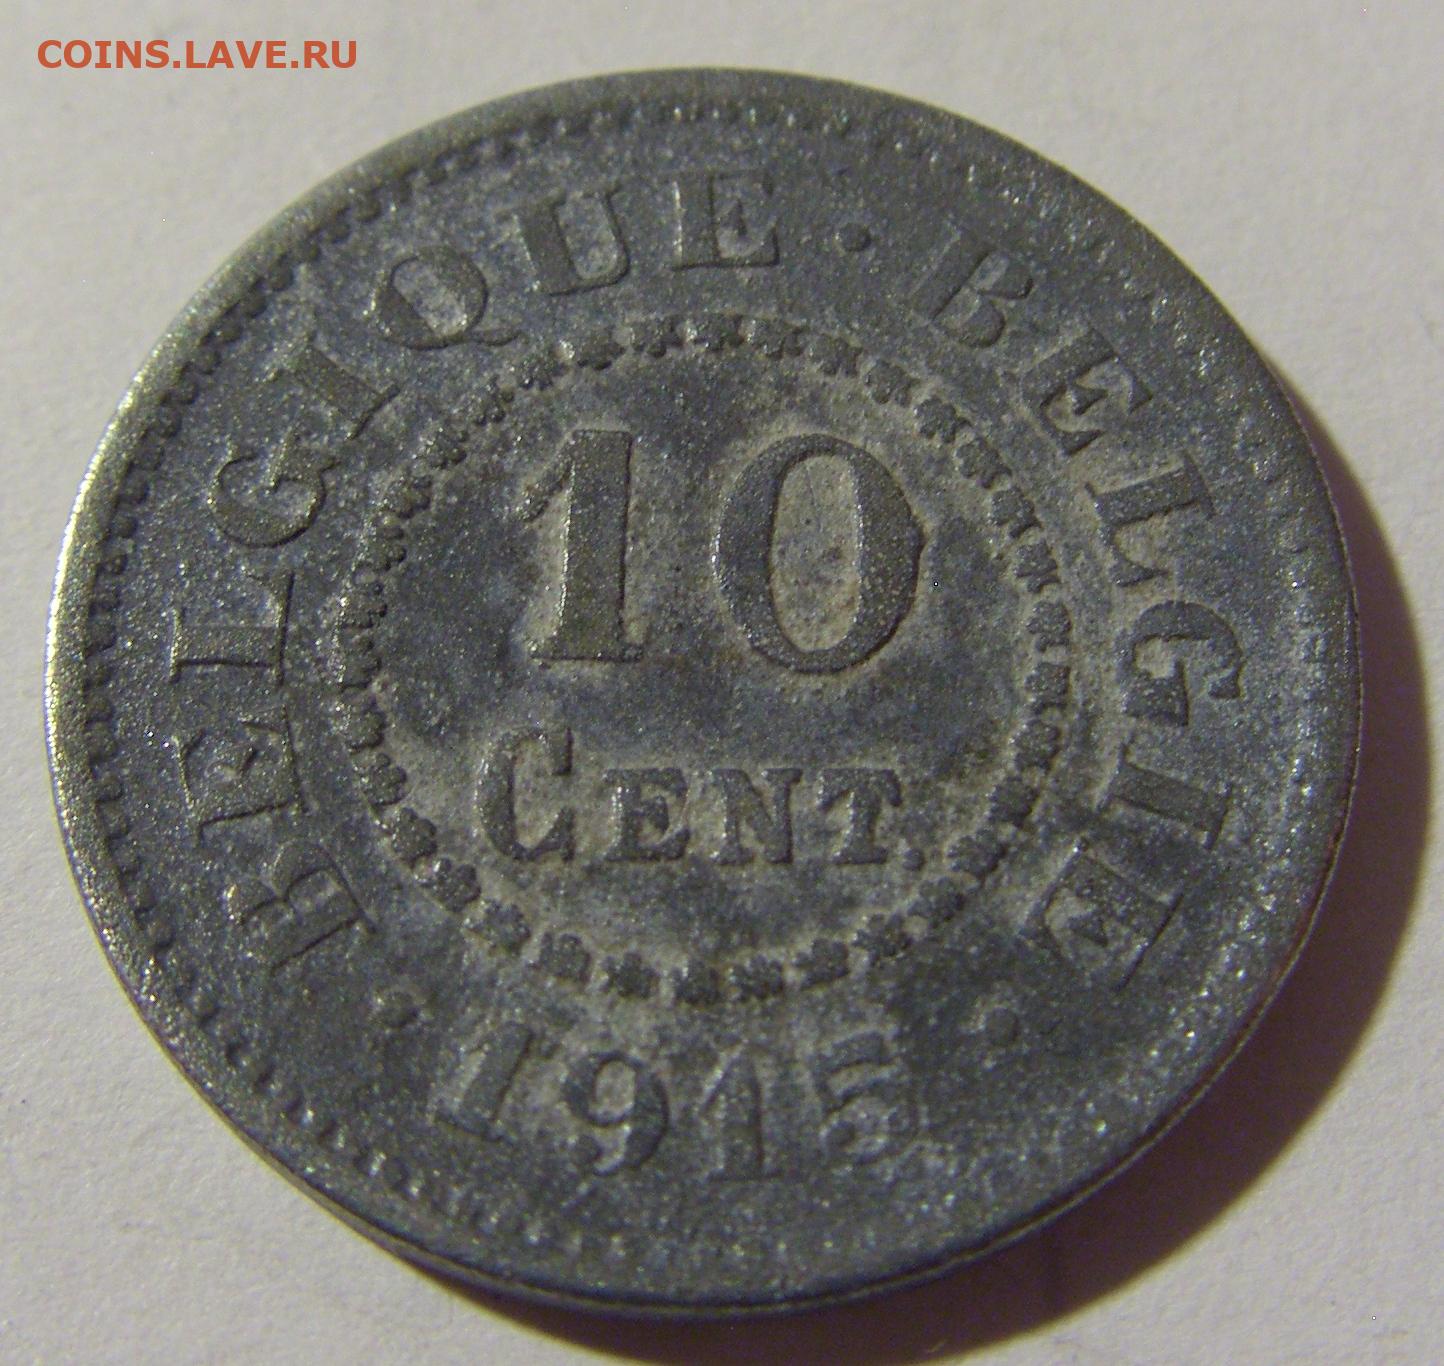 COINS.LAVE.RU
BELGIQUE · BELGIE
10
CENT.
· 1915 ·